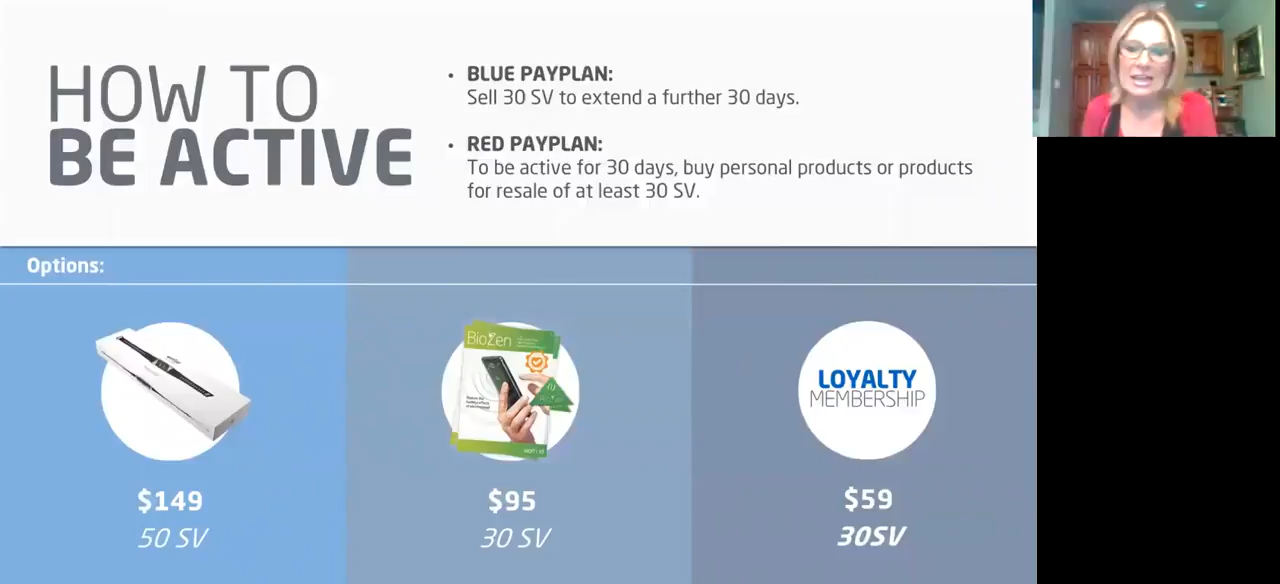 HOW TO
BE ACTIVE
• BLUE PAYPLAN:
Sell 30 SV to extend a further 30 days.
• RED PAYPLAN:
To be active for 30 days, buy personal products or products
for resale of at least 30 SV.
Options:
BioZen
LOYALTY
MEMBERSHIP
$149
50 SV
$95
30 SV
$59
30SV